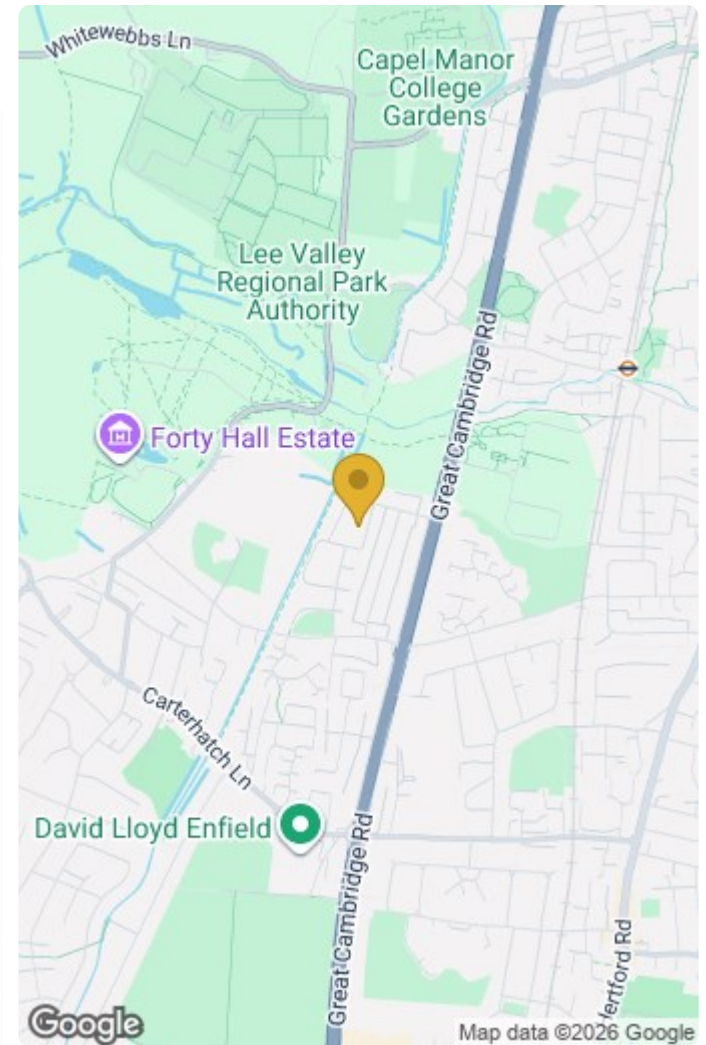 Whitewebbs Ln
Capel Manor
College
Gardens
Lee Valley
Regional Park
Authority
Great Cambridge Rd
Forty Hall Estate
Carterhatch Ln
David Lloyd Enfield
Great Cambridge Rd
Hertford Rd
Google
Map data ©2026 Google